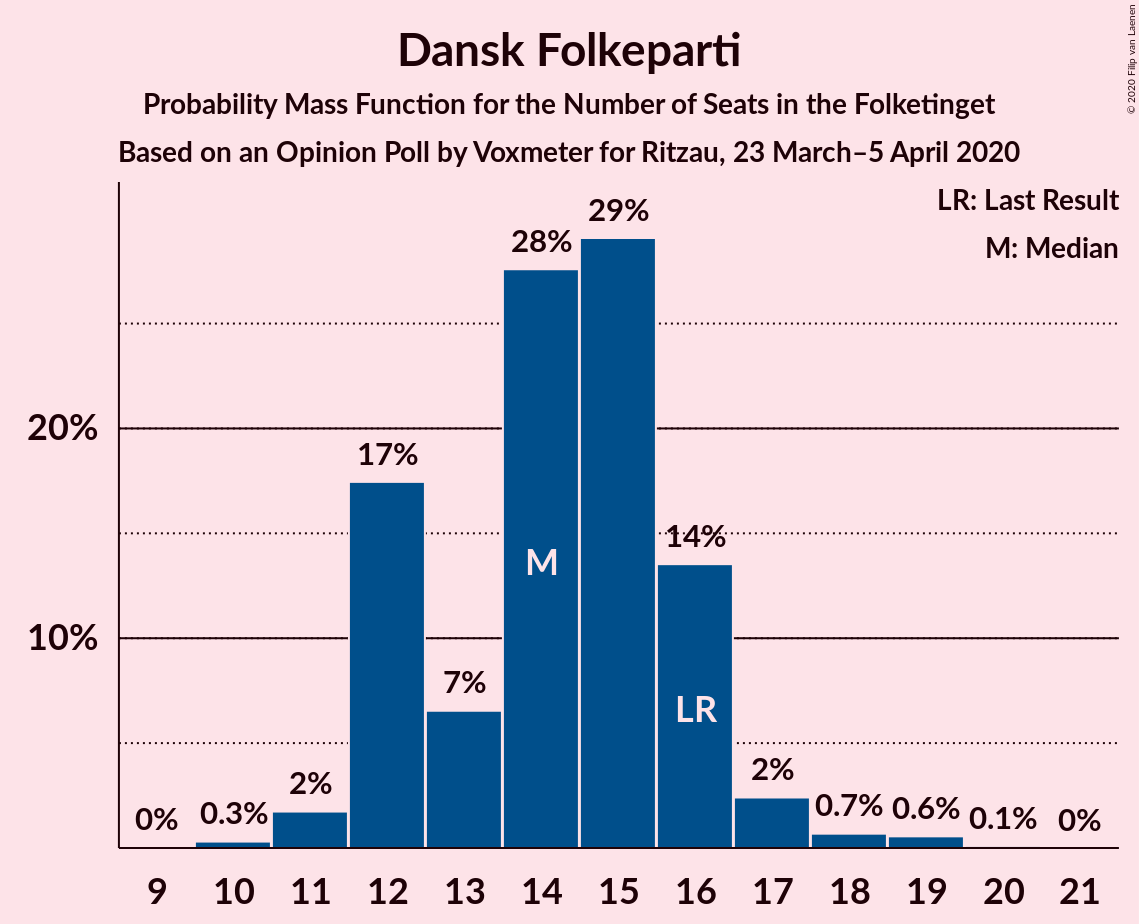 Dansk Folkeparti
Probability Mass Function for the Number of Seats in the Folketinget
Based on an Opinion Poll by Voxmeter for Ritzau, 23 March–5 April 2020
© 2020 Filip van Laenen
LR: Last Result
M: Median
20%
10%
0%
0.3%
2%
17%
7%
28%
29%
14%
2%
0.7%
0.6%
0.1%
0%
M
LR
9 10 11 12 13 14 15 16 17 18 19 20 21